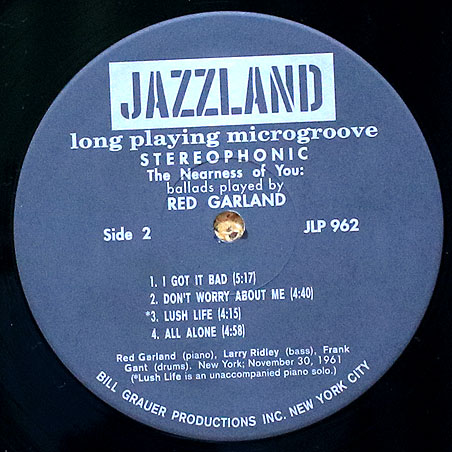 JAZZLAND
long playing microgroove
STEREOPHONIC
The Nearness of You:
ballads played by
RED GARLAND
Side 2
JLP 962
1. I GOT IT BAD (5:17)
2. DON'T WORRY ABOUT ME (4:40)
*3. LUSH LIFE (4:15)
4. ALL ALONE (4:58)
Red Garland (piano), Larry Ridley (bass), Frank
Gant (drums). New York; November 30, 1961
(*Lush Life is an unaccompanied piano solo.)
BILL GRAUER PRODUCTIONS INC. NEW YORK CITY